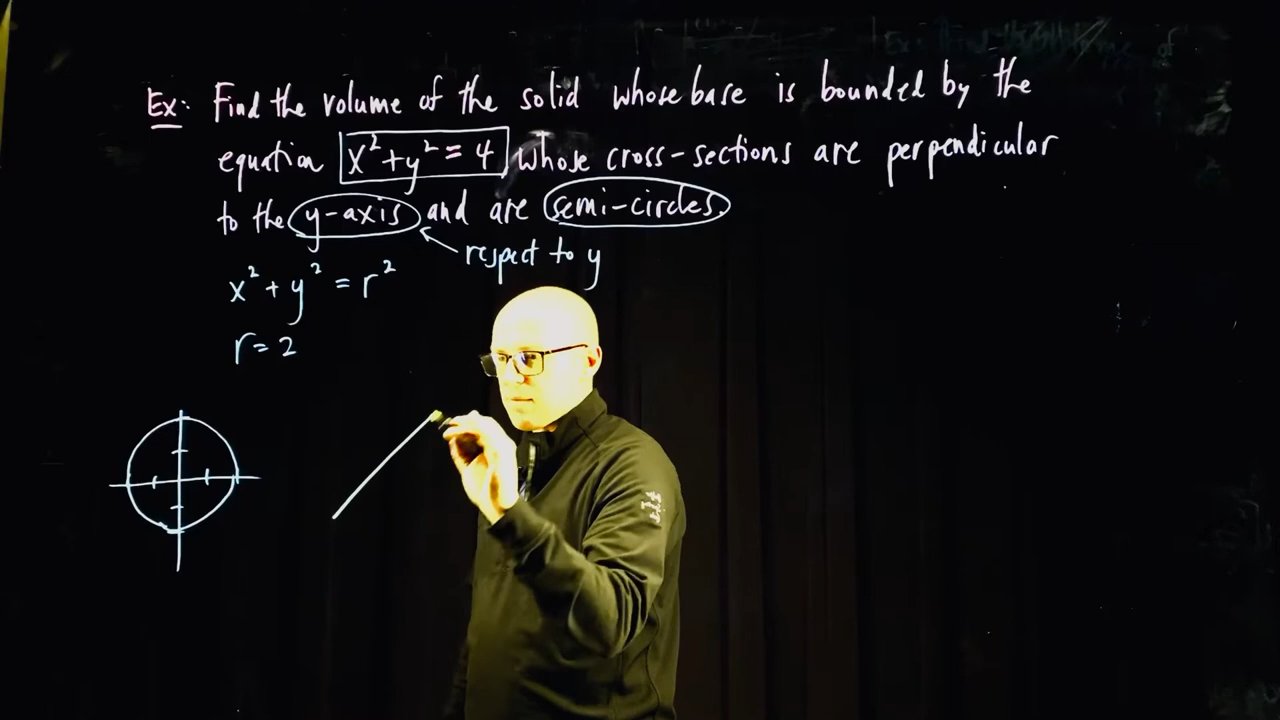 Ex: Find the volume of the solid whose base is bounded by the
equation x² + y² = 4, whose cross-sections are perpendicular
to the y-axis and are semi-circles.
respect to y
x² + y² = r²
r = 2